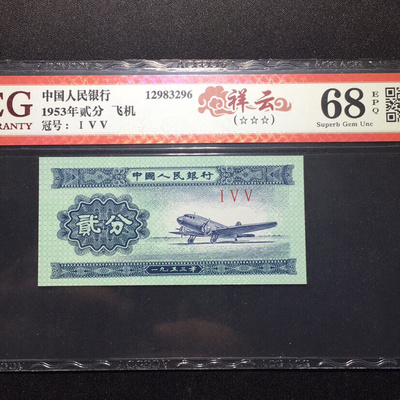 EG
RRANTY
中国人民银行
1953年贰分 飞机
冠号： I V V
12983296
祥云
(☆☆☆)
68
EPQ
Superb Gem Unc
中國人民銀行
I V V
貳分
一九五三年